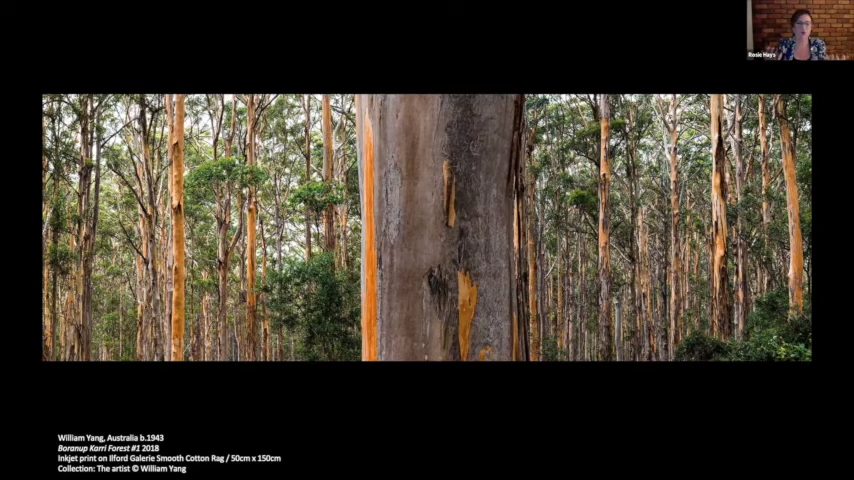 Rosie Hays
William Yang, Australia b.1943
Boranup Karri Forest #1 2018
Inkjet print on Ilford Galerie Smooth Cotton Rag / 50cm x 150cm
Collection: The artist © William Yang